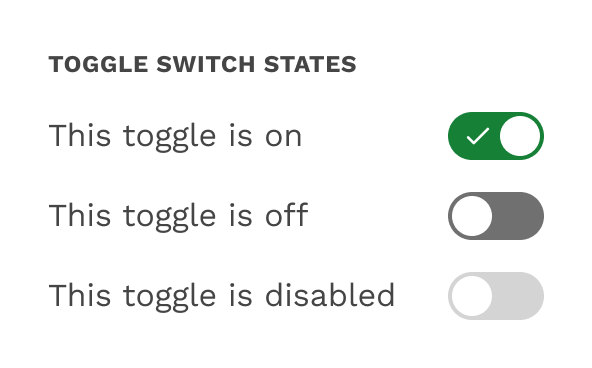 TOGGLE SWITCH STATES
This toggle is on
This toggle is off
This toggle is disabled